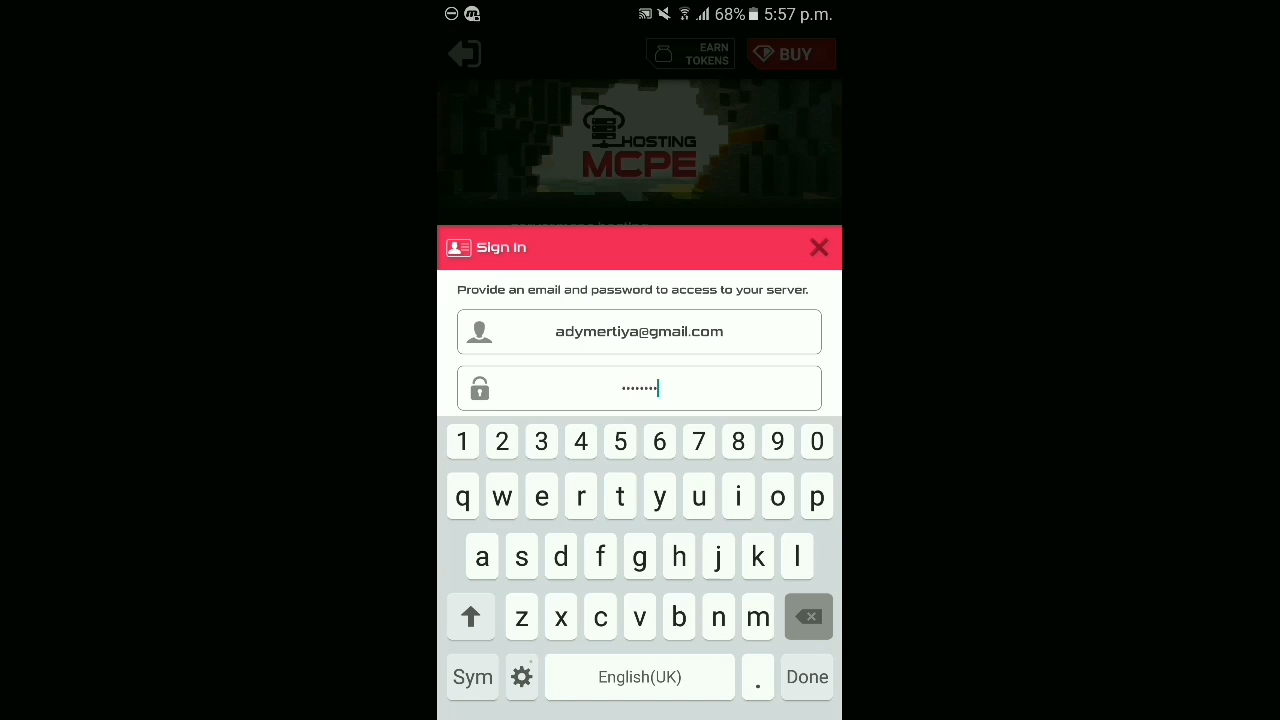 68% 5:57 p.m.
EARN
TOKENS
BUY
HOSTING
MCPE
Sign In
Provide an email and password to access to your server.
adymertiya@gmail.com
••••••••
1 2 3 4 5 6 7 8 9 0
q w e r t y u i o p
a s d f g h j k l
z x c v b n m
Sym English(UK) . Done